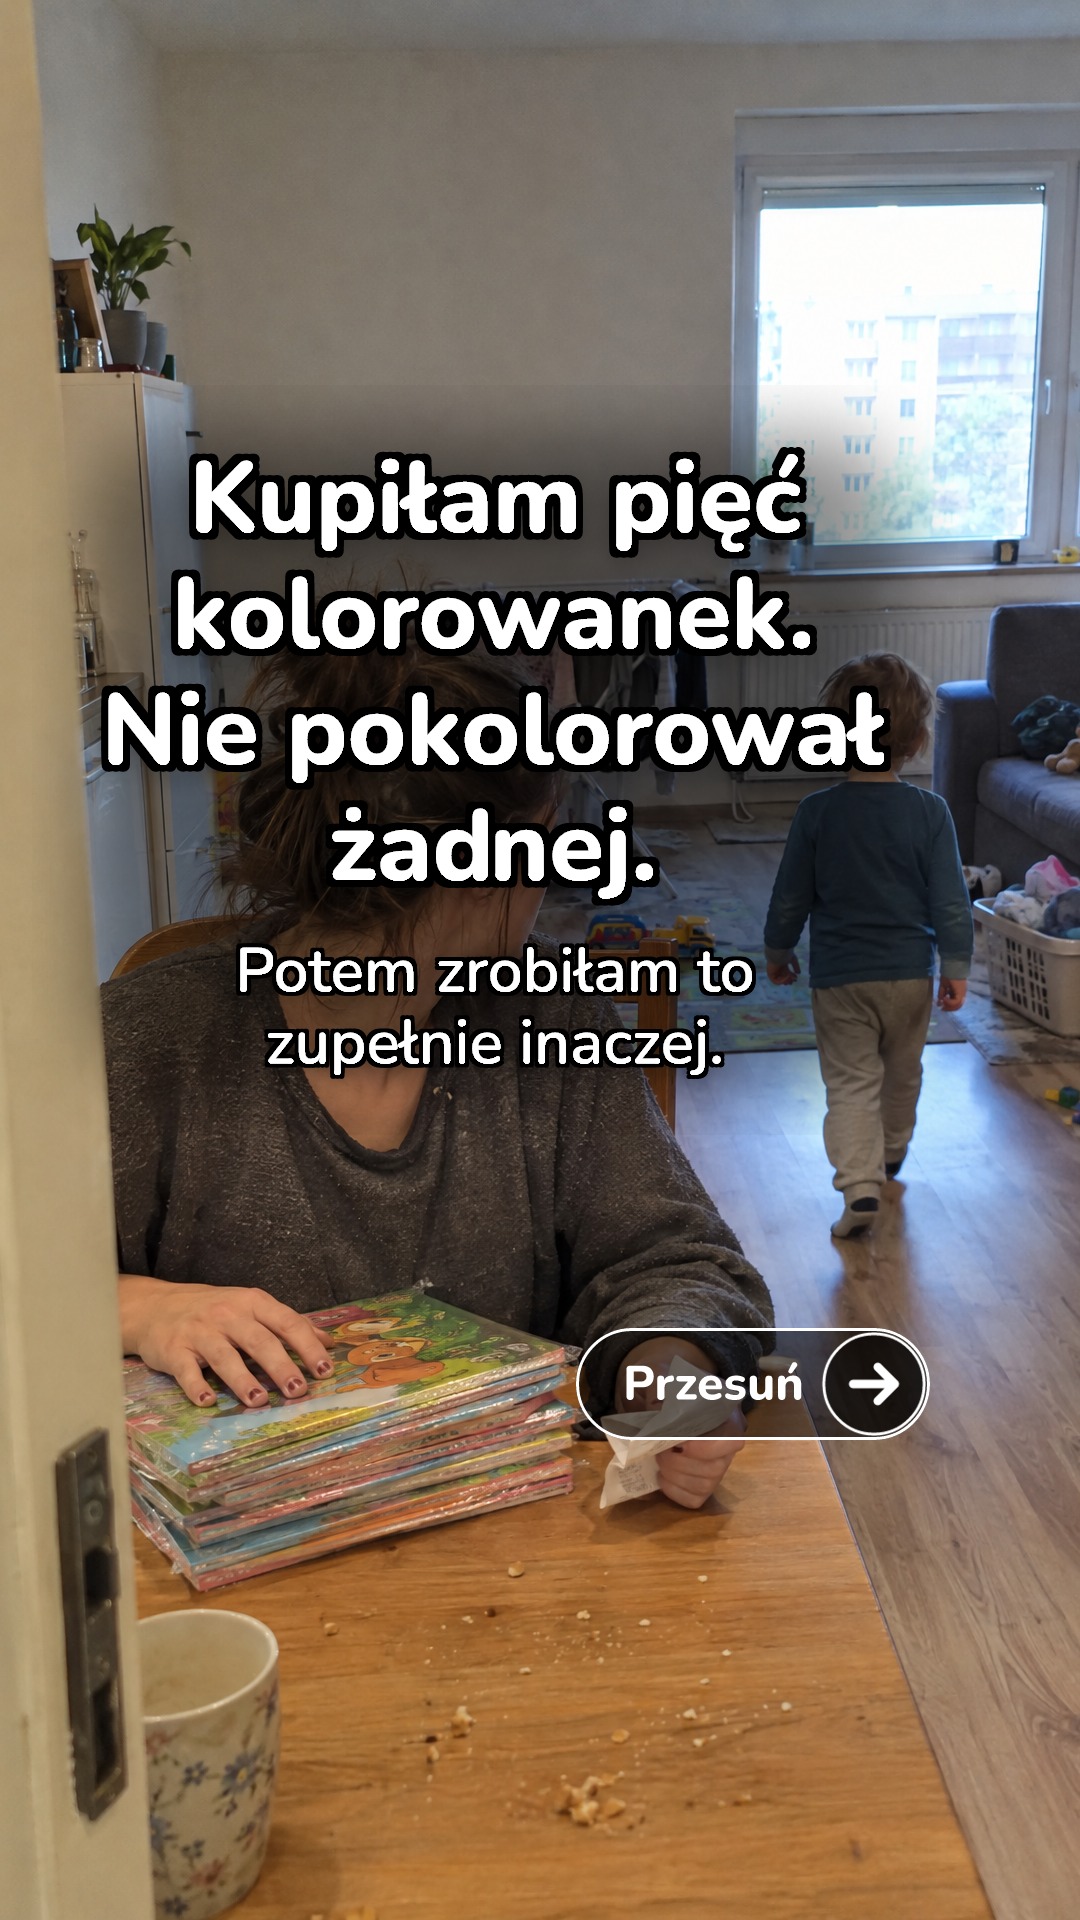 Kupiłam pięć
kolorowanek.
Nie pokolorował
żadnej.
Potem zrobiłam to
zupełnie inaczej.
Przesuń